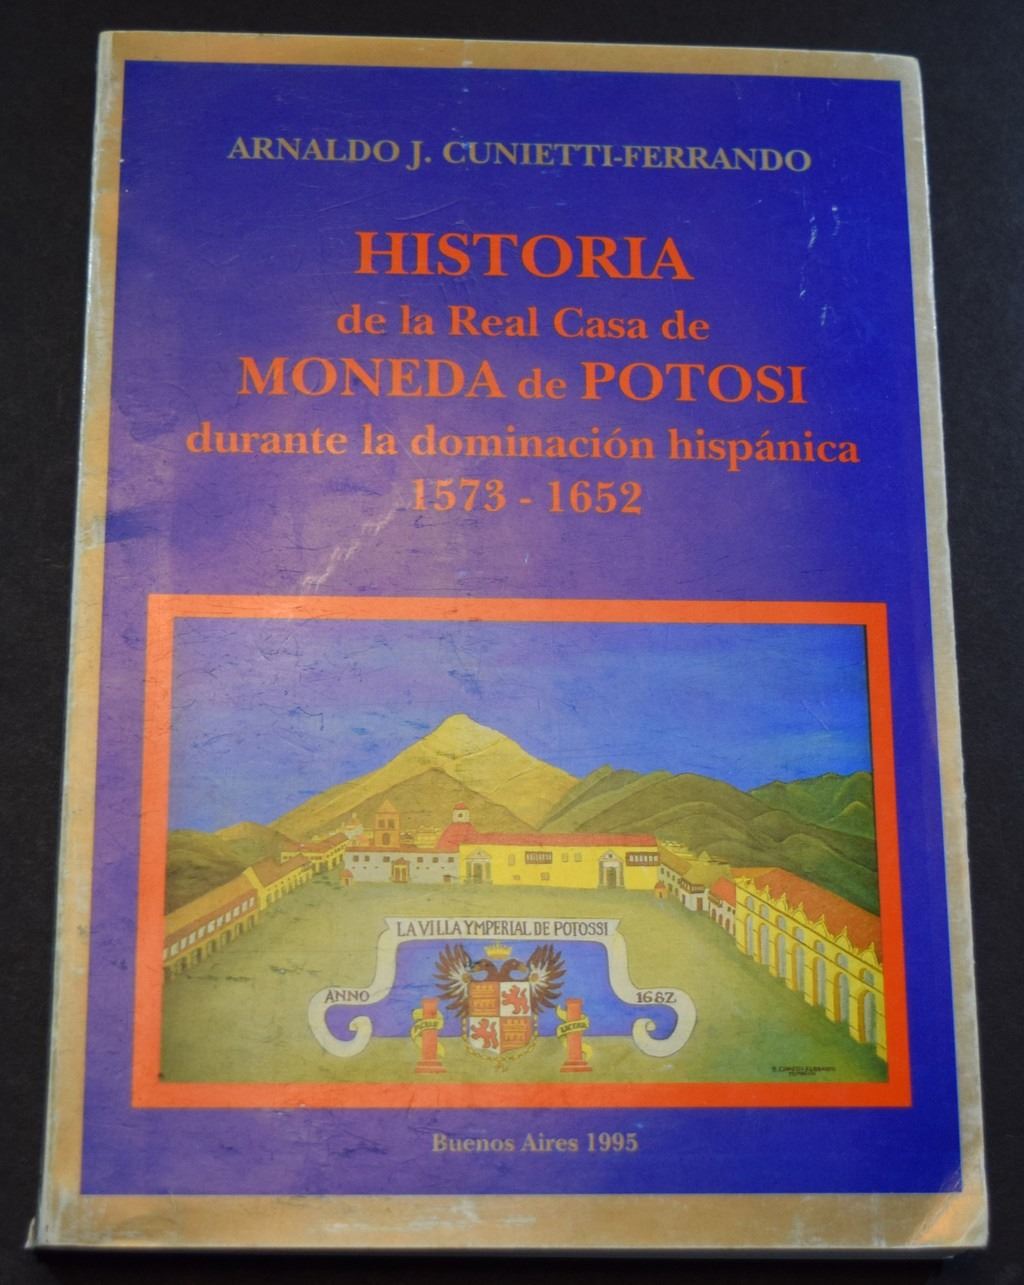 ARNALDO J. CUNIETTI-FERRANDO
HISTORIA
de la Real Casa de
MONEDA de POTOSI
durante la dominación hispánica
1573 - 1652
LA VILLA YMPERIAL DE POTOSSI
ANNO 1682
Buenos Aires 1995